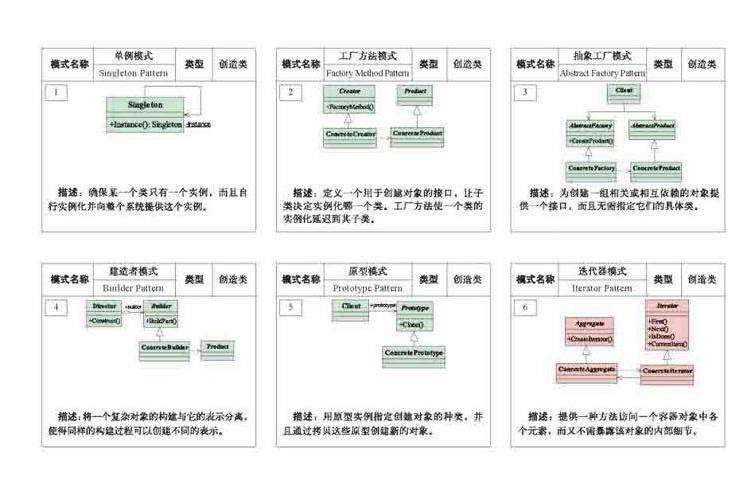 模式名称
单例模式
Singleton Pattern
类型
创造类
1
Singleton
+Instance(): Singleton
-instance
描述：确保某一个类只有一个实例，而且自
行实例化并向整个系统提供这个实例。
模式名称
工厂方法模式
Factory Method Pattern
类型
创造类
2
Creator
+FactoryMethod()
Product
ConcreteCreator
ConcreteProduct
描述：定义一个用于创建对象的接口，让子
类决定实例化哪一个类。工厂方法使一个类的
实例化延迟到其子类。
模式名称
抽象工厂模式
Abstract Factory Pattern
类型
创造类
3
Client
AbstractFactory
+CreateProduct()
AbstractProduct
ConcreteFactory
ConcreteProduct
描述：为创建一组相关或相互依赖的对象提
供一个接口，而且无需指定它们的具体类。
模式名称
建造者模式
Builder Pattern
类型
创造类
4
Director
+Construct()
-builder
Builder
+BuildPart()
ConcreteBuilder
Product
描述：将一个复杂对象的构建与它的表示分离，
使得同样的构建过程可以创建不同的表示。
模式名称
原型模式
Prototype Pattern
类型
创造类
5
Client
-prototype
Prototype
+Clone()
ConcretePrototype
描述：用原型实例指定创建对象的种类，并
且通过拷贝这些原型创建新的对象。
模式名称
迭代器模式
Iterator Pattern
类型
创造类
6
Aggregate
+CreateIterator()
Iterator
+First()
+Next()
+IsDone()
+CurrentItem()
ConcreteAggregate
ConcreteIterator
描述：提供一种方法访问一个容器对象中各
个元素，而又不需暴露该对象的内部细节。